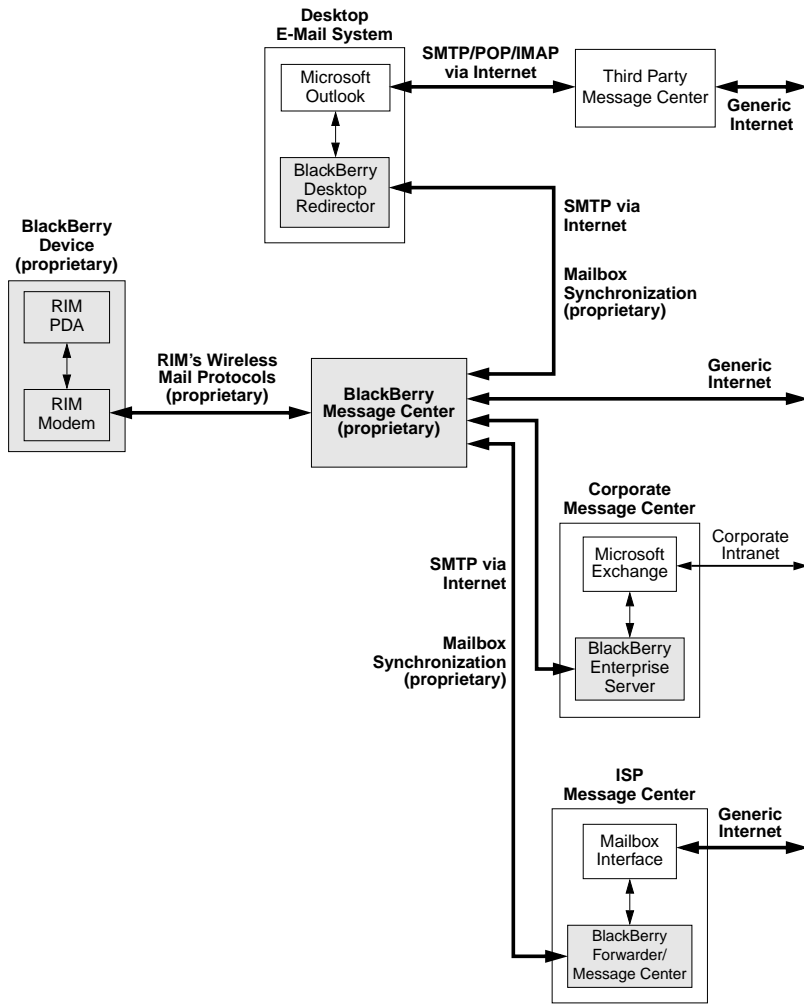 Desktop
E-Mail System
Microsoft
Outlook
BlackBerry
Desktop
Redirector
SMTP/POP/IMAP
via Internet
Third Party
Message Center
Generic
Internet
SMTP via
Internet
Mailbox
Synchronization
(proprietary)
BlackBerry
Device
(proprietary)
RIM
PDA
RIM
Modem
RIM's Wireless
Mail Protocols
(proprietary)
BlackBerry
Message Center
(proprietary)
Generic
Internet
Corporate
Message Center
Microsoft
Exchange
BlackBerry
Enterprise
Server
Corporate
Intranet
SMTP via
Internet
Mailbox
Synchronization
(proprietary)
ISP
Message Center
Mailbox
Interface
BlackBerry
Forwarder/
Message Center
Generic
Internet